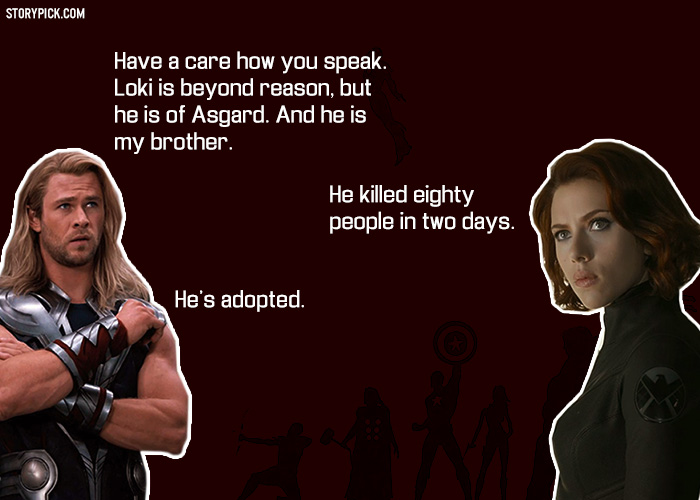 STORYPICK.COM
Have a care how you speak.
Loki is beyond reason, but
he is of Asgard. And he is
my brother.
He killed eighty
people in two days.
He's adopted.